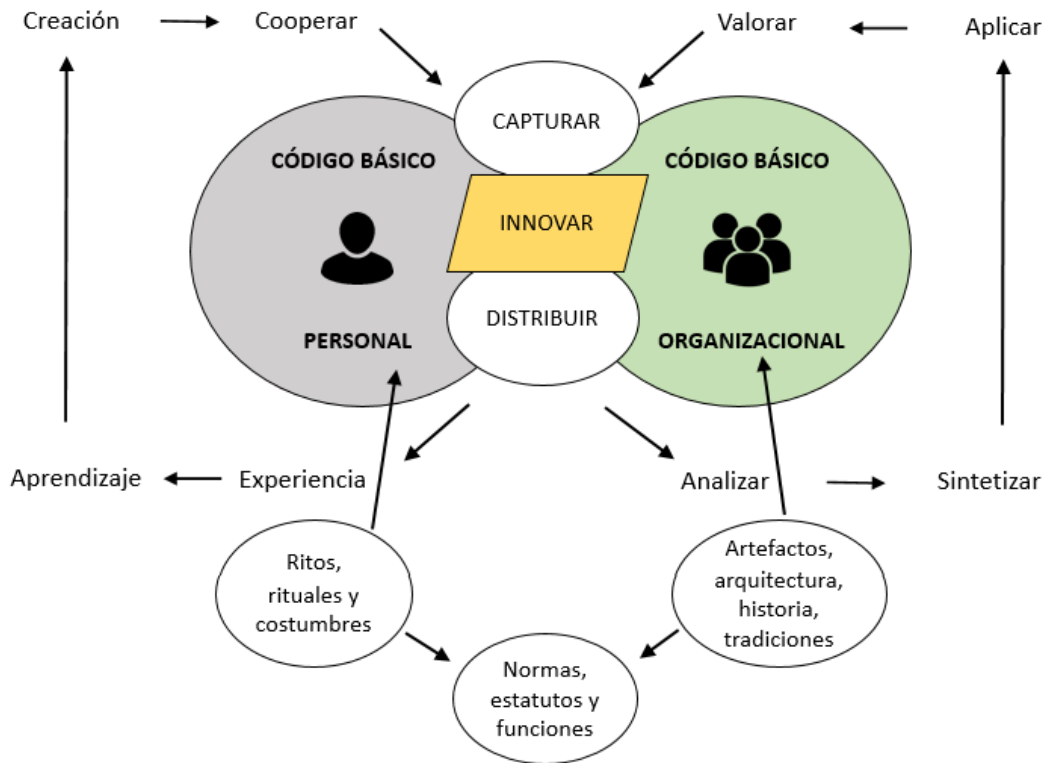 Creación
Cooperar
Valorar
Aplicar
CAPTURAR
CÓDIGO BÁSICO
CÓDIGO BÁSICO
INNOVAR
DISTRIBUIR
PERSONAL
ORGANIZACIONAL
Aprendizaje
Experiencia
Analizar
Sintetizar
Ritos,
rituales y
costumbres
Artefactos,
arquitectura,
historia,
tradiciones
Normas,
estatutos y
funciones